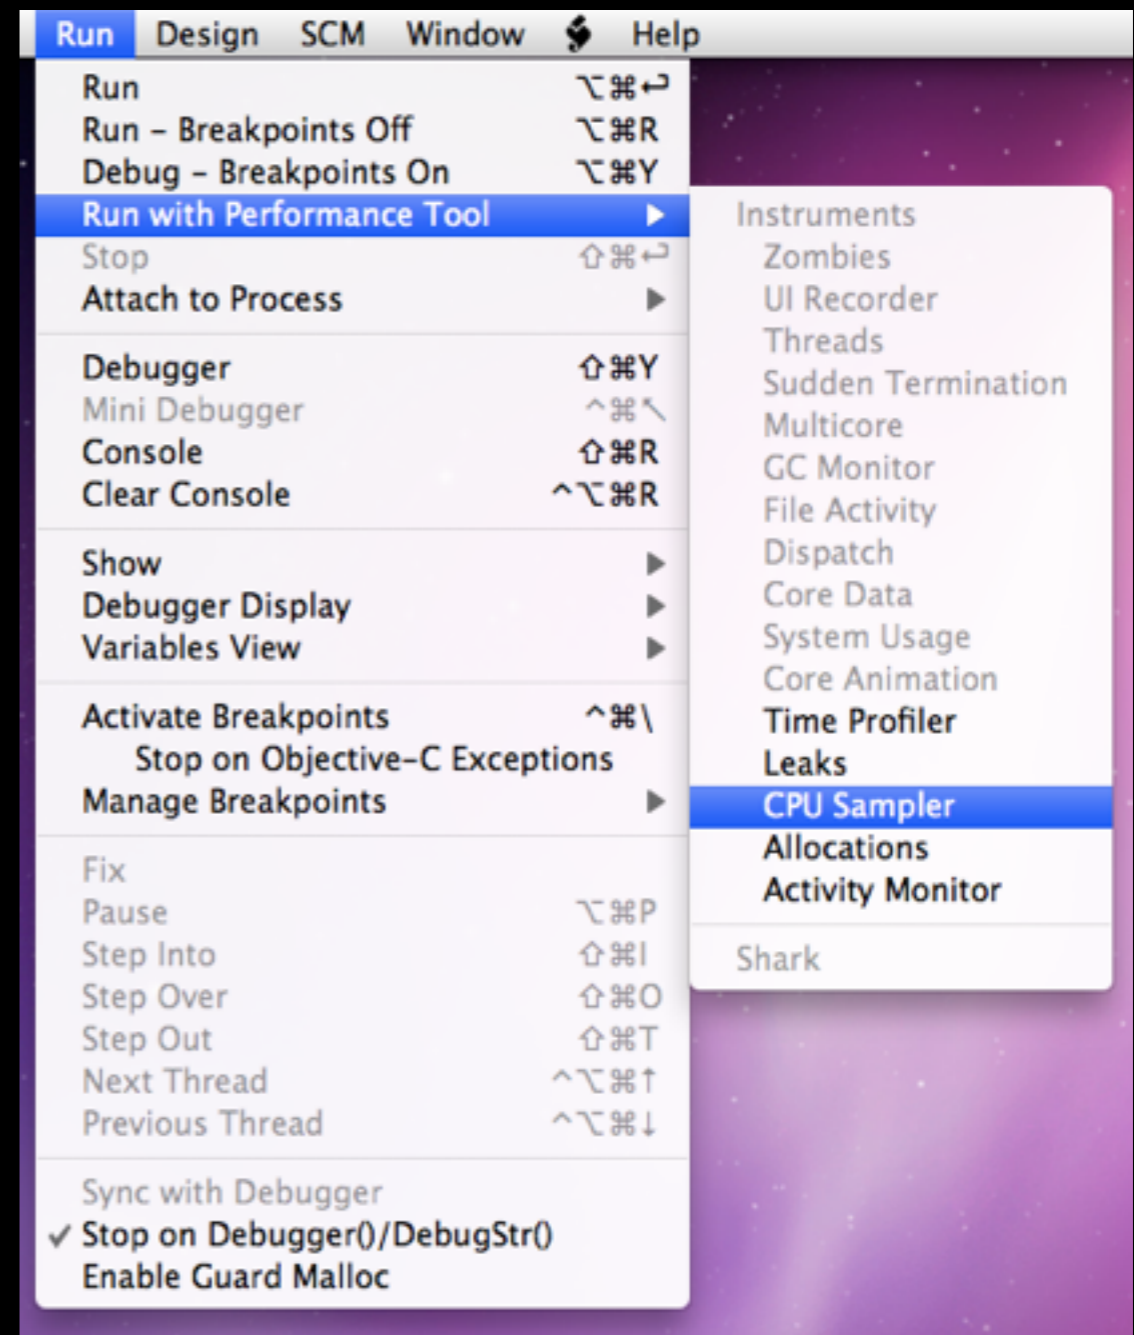 Run Design SCM Window Help
Run ⌥⌘↩
Run – Breakpoints Off ⌥⌘R
Debug – Breakpoints On ⌥⌘Y
Run with Performance Tool ▶
Stop ⇧⌘↩
Attach to Process ▶
Debugger ⇧⌘Y
Mini Debugger ^⌘↖
Console ⇧⌘R
Clear Console ^⌥⌘R
Show ▶
Debugger Display ▶
Variables View ▶
Activate Breakpoints ^⌘\
Stop on Objective-C Exceptions
Manage Breakpoints ▶
Fix
Pause ⌥⌘P
Step Into ⇧⌘I
Step Over ⇧⌘O
Step Out ⇧⌘T
Next Thread ^⌥⌘↑
Previous Thread ^⌥⌘↓
Sync with Debugger
✓ Stop on Debugger()/DebugStr()
Enable Guard Malloc
Instruments
Zombies
UI Recorder
Threads
Sudden Termination
Multicore
GC Monitor
File Activity
Dispatch
Core Data
System Usage
Core Animation
Time Profiler
Leaks
CPU Sampler
Allocations
Activity Monitor
Shark